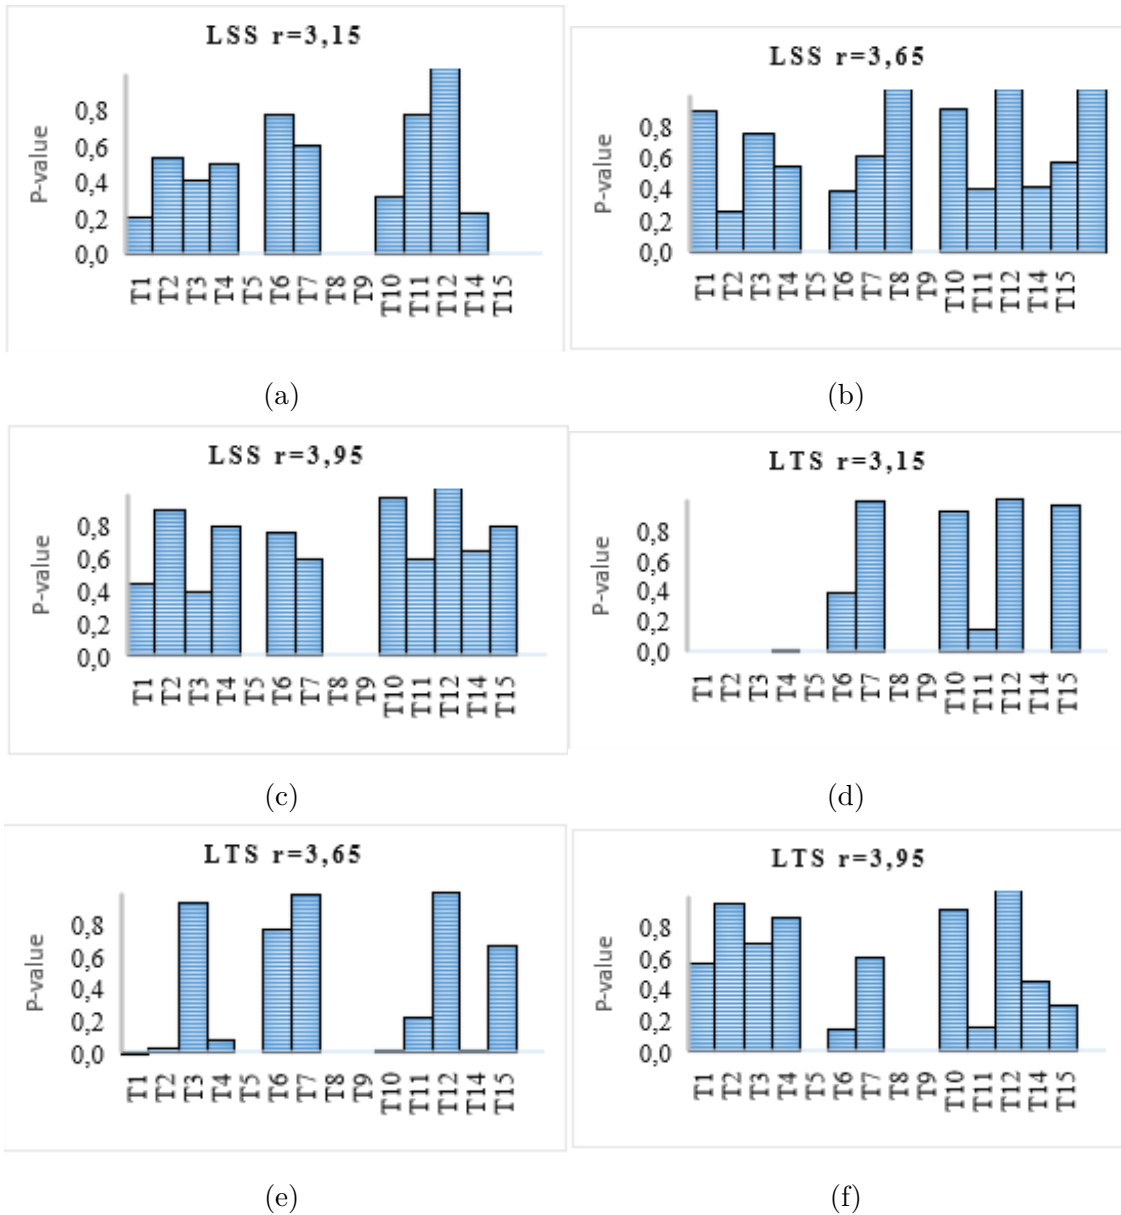 LSS r=3,15
P-value
0,8
0,6
0,4
0,2
0,0
T1 T2 T3 T4 T5 T6 T7 T8 T9 T10 T11 T12 T14 T15
(a)
LSS r=3,65
P-value
0,8
0,6
0,4
0,2
0,0
T1 T2 T3 T4 T5 T6 T7 T8 T9 T10 T11 T12 T14 T15
(b)
LSS r=3,95
P-value
0,8
0,6
0,4
0,2
0,0
T1 T2 T3 T4 T5 T6 T7 T8 T9 T10 T11 T12 T14 T15
(c)
LTS r=3,15
P-value
0,8
0,6
0,4
0,2
0,0
T1 T2 T3 T4 T5 T6 T7 T8 T9 T10 T11 T12 T14 T15
(d)
LTS r=3,65
P-value
0,8
0,6
0,4
0,2
0,0
T1 T2 T3 T4 T5 T6 T7 T8 T9 T10 T11 T12 T14 T15
(e)
LTS r=3,95
P-value
0,8
0,6
0,4
0,2
0,0
T1 T2 T3 T4 T5 T6 T7 T8 T9 T10 T11 T12 T14 T15
(f)